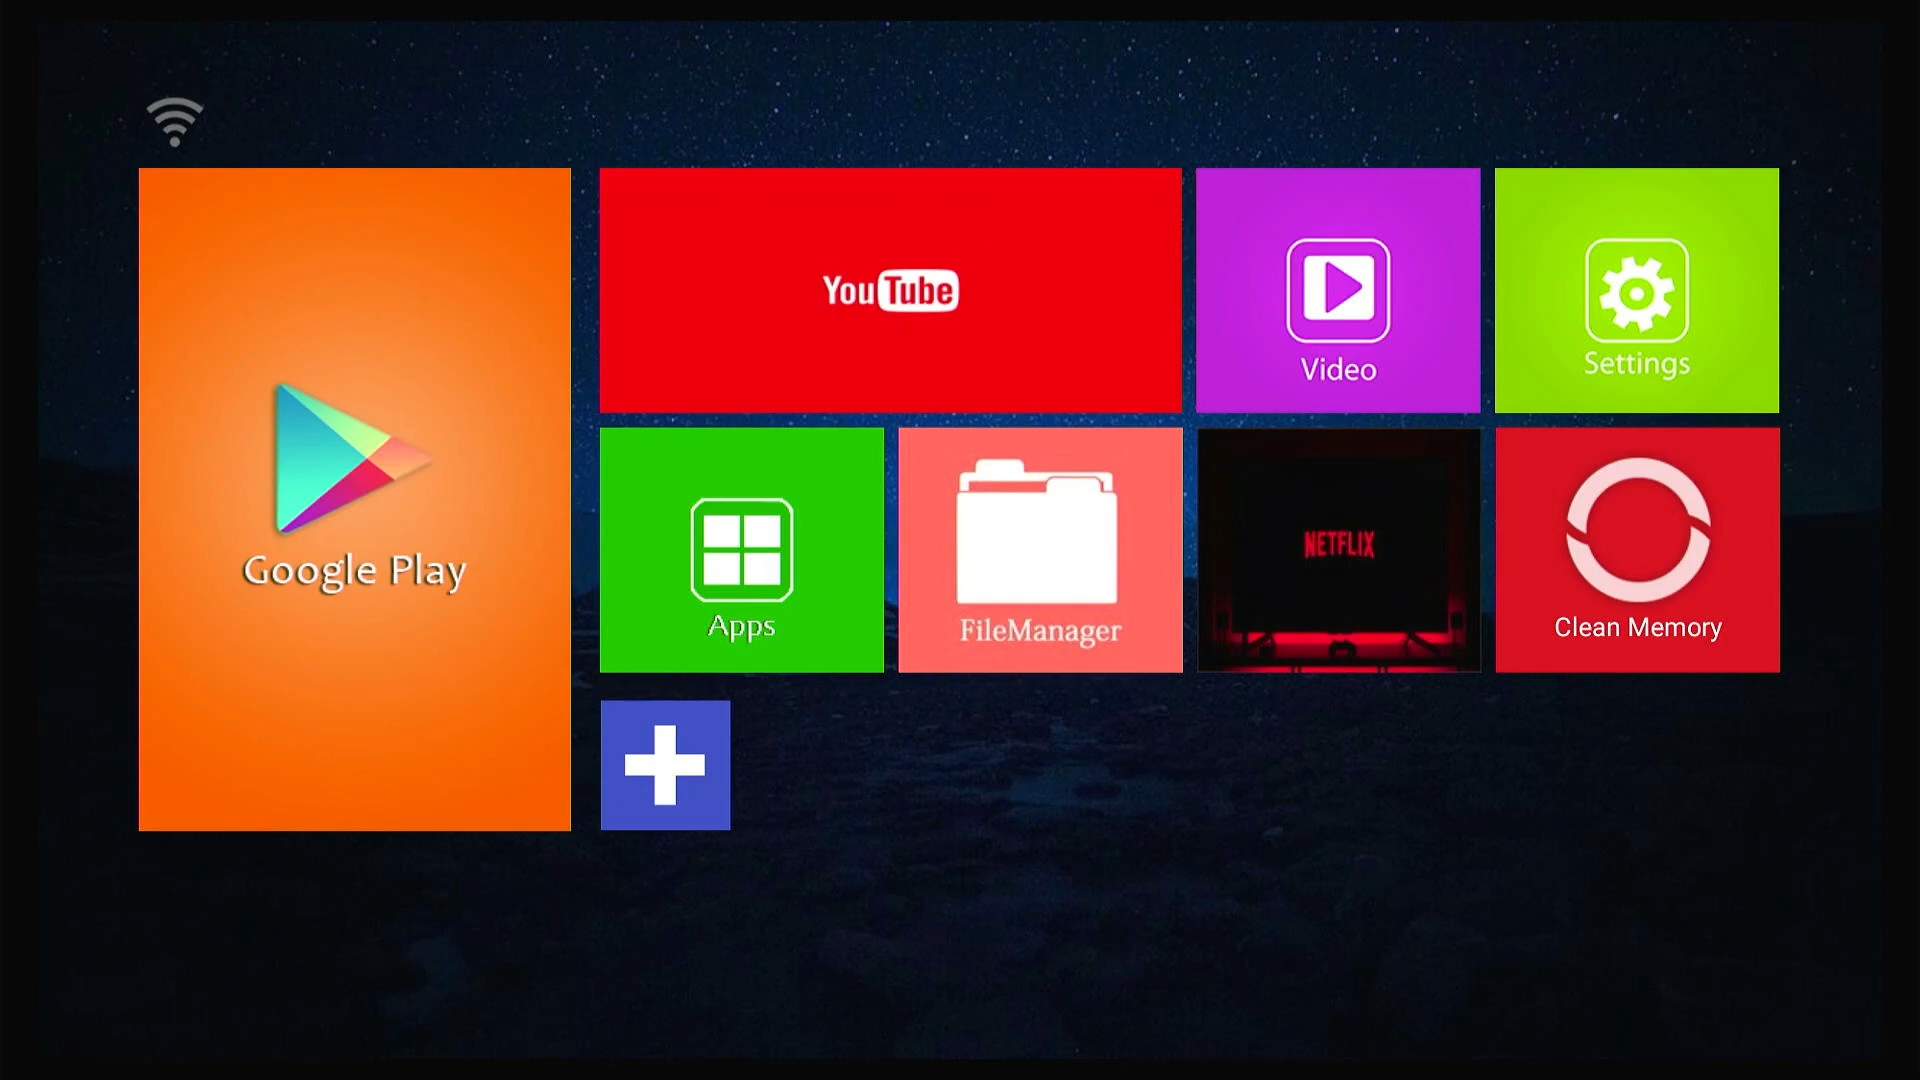 YouTube
Video
Settings
Google Play
Apps
FileManager
NETFLIX
Clean Memory